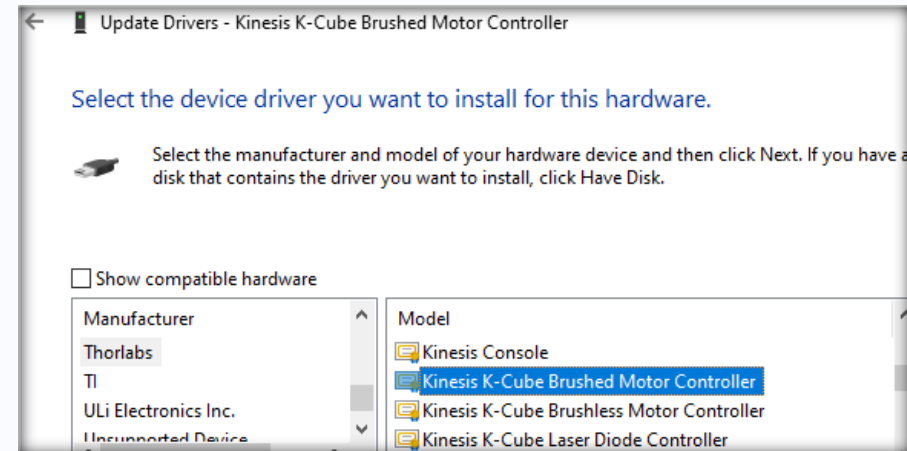 Update Drivers - Kinesis K-Cube Brushed Motor Controller
Select the device driver you want to install for this hardware.
Select the manufacturer and model of your hardware device and then click Next. If you have a
disk that contains the driver you want to install, click Have Disk.
Show compatible hardware
Manufacturer
Thorlabs
TI
ULi Electronics Inc.
Unsupported Device
Model
Kinesis Console
Kinesis K-Cube Brushed Motor Controller
Kinesis K-Cube Brushless Motor Controller
Kinesis K-Cube Laser Diode Controller